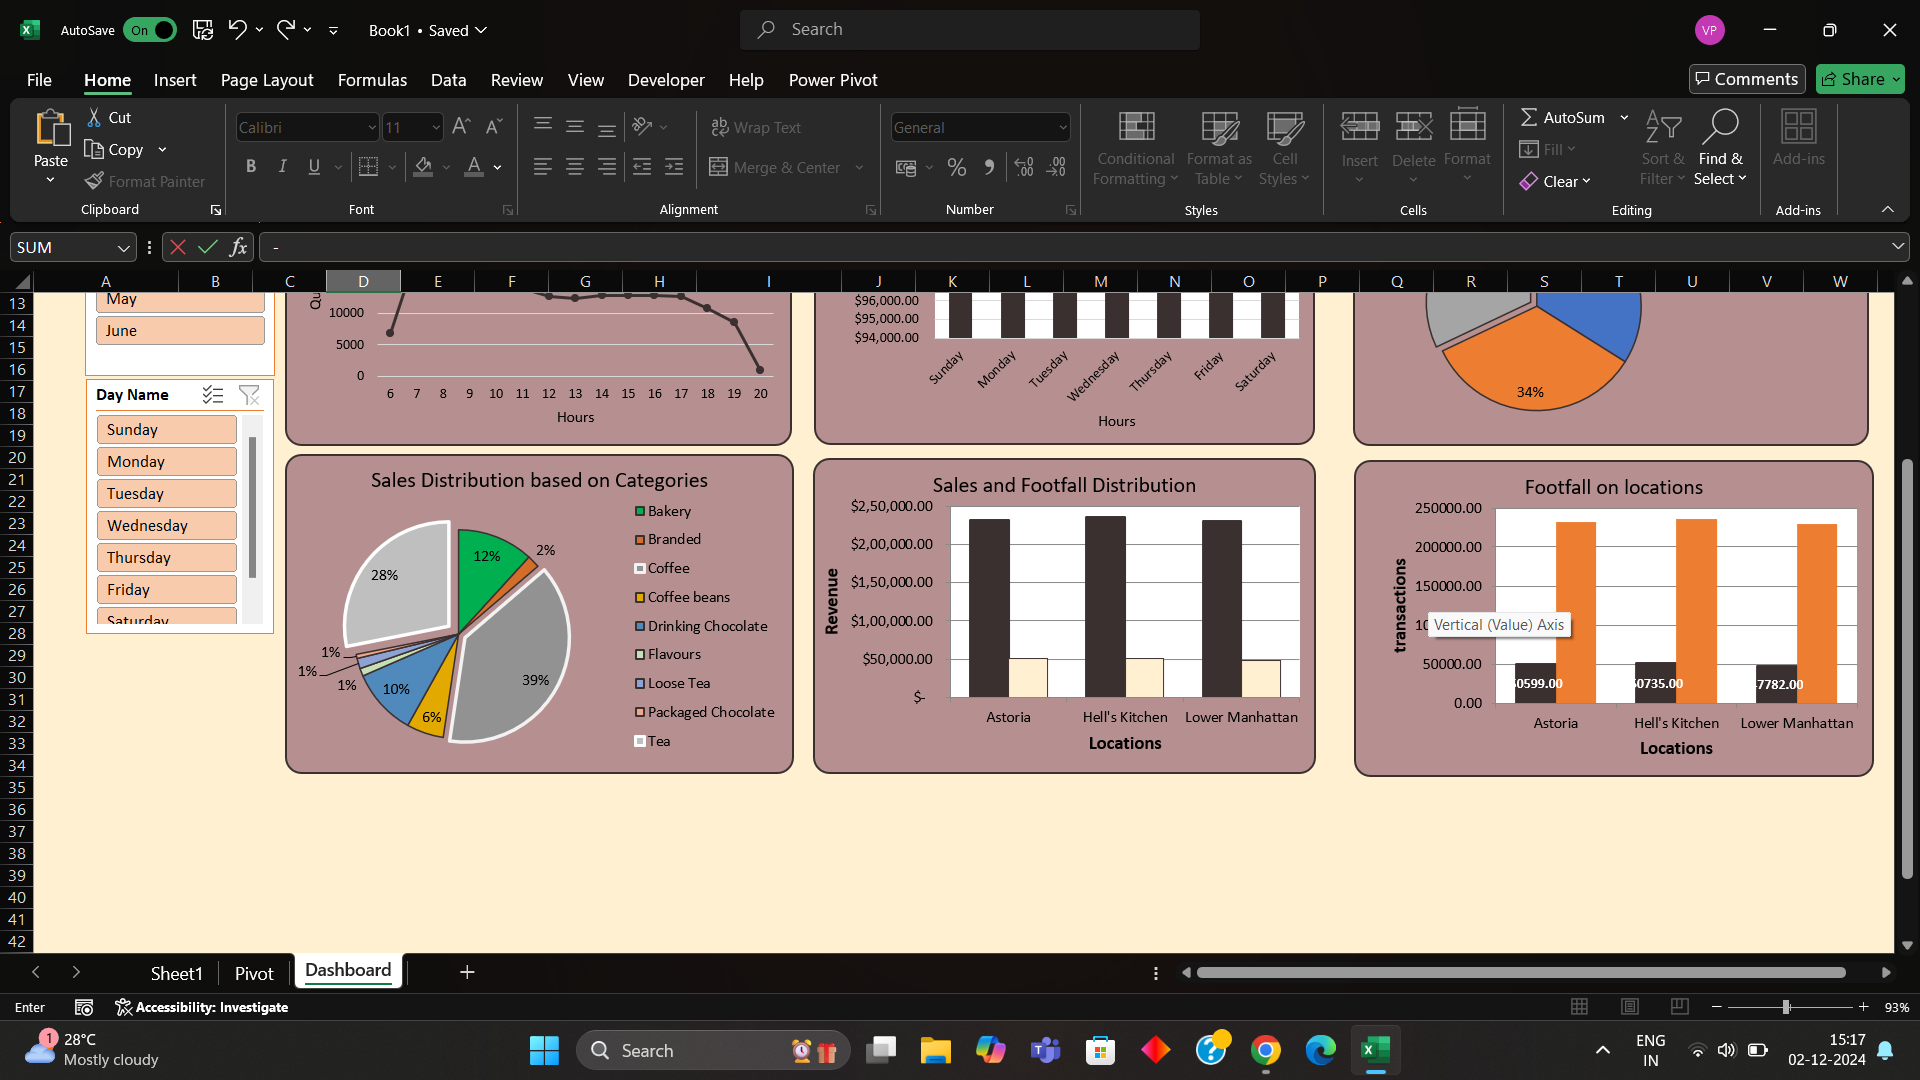 AutoSave On Book1 • Saved Search VP
File Home Insert Page Layout Formulas Data Review View Developer Help Power Pivot Comments Share
Paste Cut Copy Format Painter Clipboard
Calibri 11 B I U A Font
Wrap Text Merge & Center Alignment
General % Number
Conditional Formatting Format as Table Cell Styles Styles
Insert Delete Format Cells
AutoSum Fill Clear Sort & Filter Find & Select Editing
Add-ins Add-ins
SUM fx -
A B C D E F G H I J K L M N O P Q R S T U V W
13
14
15
16
17
18
19
20
21
22
23
24
25
26
27
28
29
30
31
32
33
34
35
36
37
38
39
40
41
42
May
June
Day Name
Sunday
Monday
Tuesday
Wednesday
Thursday
Friday
Saturday
Qu
10000
5000
0
6 7 8 9 10 11 12 13 14 15 16 17 18 19 20
Hours
$96,000.00
$95,000.00
$94,000.00
Sunday Monday Tuesday Wednesday Thursday Friday Saturday
Hours
34%
Sales Distribution based on Categories
12%
2%
28%
39%
1%
1%
1%
10%
6%
Bakery
Branded
Coffee
Coffee beans
Drinking Chocolate
Flavours
Loose Tea
Packaged Chocolate
Tea
Sales and Footfall Distribution
Revenue
$2,50,000.00
$2,00,000.00
$1,50,000.00
$1,00,000.00
$50,000.00
$-
Astoria Hell's Kitchen Lower Manhattan
Locations
Footfall on locations
transactions
250000.00
200000.00
150000.00
10
50000.00
0.00
Vertical (Value) Axis
0599.00 0735.00 7782.00
Astoria Hell's Kitchen Lower Manhattan
Locations
Sheet1 Pivot Dashboard
Enter Accessibility: Investigate 93%
1 28°C
Mostly cloudy
Search
ENG
IN
15:17
02-12-2024